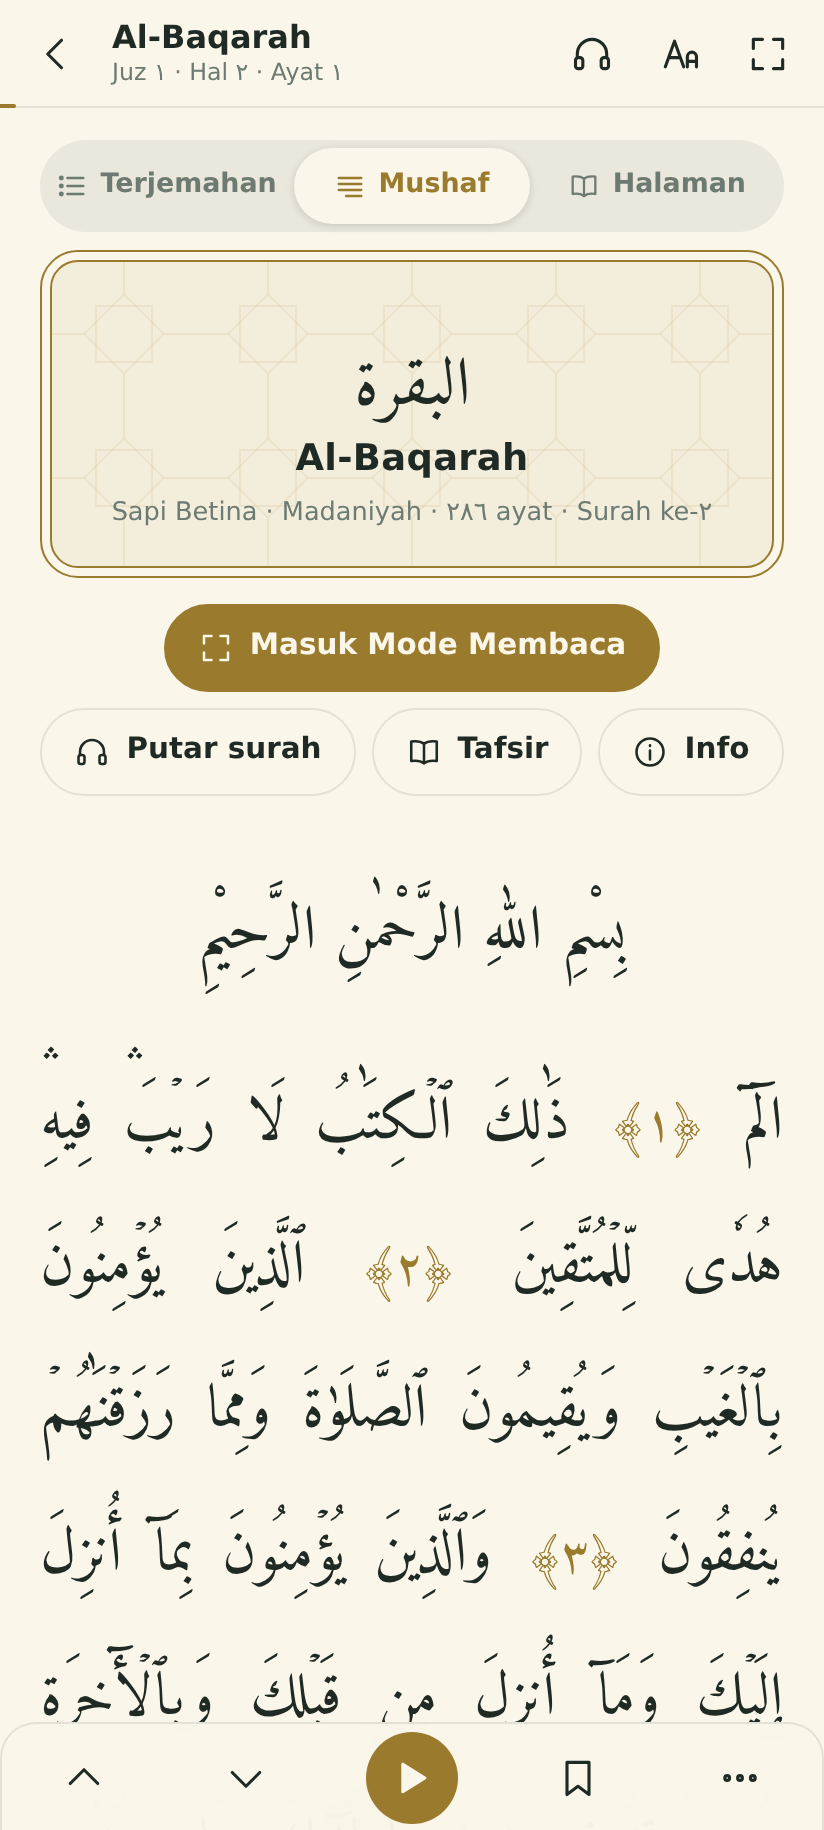 Al-Baqarah
Juz ١ · Hal ٢ · Ayat ١
Terjemahan
Mushaf
Halaman
البقرة
Al-Baqarah
Sapi Betina · Madaniyah · ٢٨٦ ayat · Surah ke-٢
Masuk Mode Membaca
Putar surah
Tafsir
Info
بِسْمِ اللّٰهِ الرَّحْمٰنِ الرَّحِيْمِ
الٓمٓ ﴿١﴾ ذَٰلِكَ ٱلۡكِتَٰبُ لَا رَيۡبَۛ فِيهِۛ
هُدٗى لِّلۡمُتَّقِينَ ﴿٢﴾ ٱلَّذِينَ يُؤۡمِنُونَ
بِٱلۡغَيۡبِ وَيُقِيمُونَ ٱلصَّلَوٰةَ وَمِمَّا رَزَقۡنَٰهُمۡ
يُنفِقُونَ ﴿٣﴾ وَٱلَّذِينَ يُؤۡمِنُونَ بِمَآ أُنزِلَ
إِلَيۡكَ وَمَآ أُنزِلَ مِن قَبۡلِكَ وَبِٱلۡأٓخِرَةِ